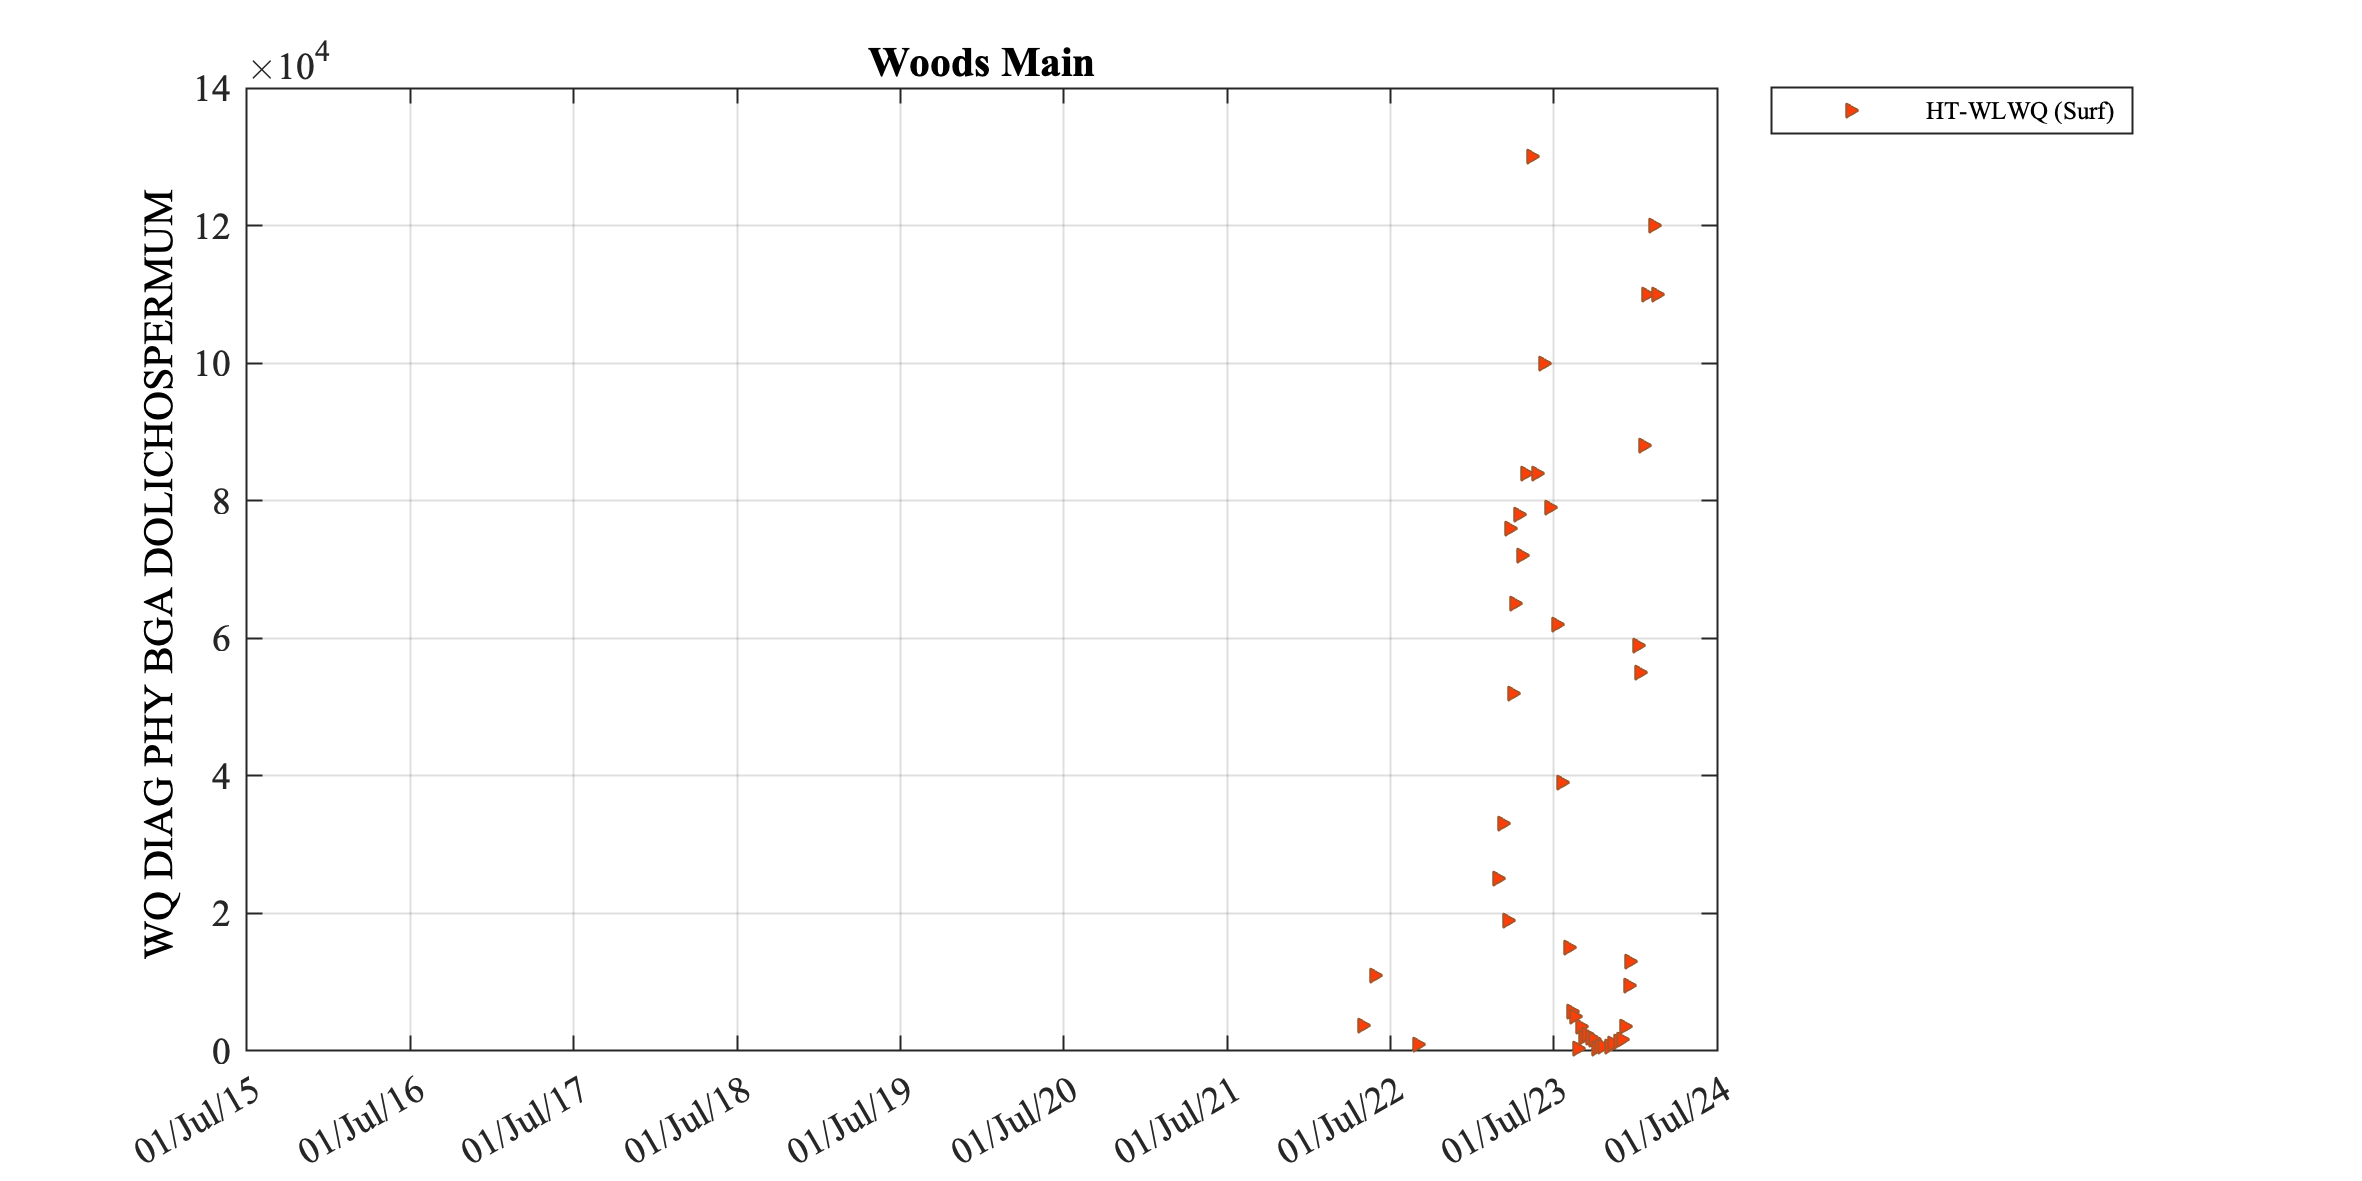 Woods Main
×10⁴
HT-WLWQ (Surf)
WQ DIAG PHY BGA DOLICHOSPERMUM
14
12
10
8
6
4
2
0
01/Jul/15
01/Jul/16
01/Jul/17
01/Jul/18
01/Jul/19
01/Jul/20
01/Jul/21
01/Jul/22
01/Jul/23
01/Jul/24